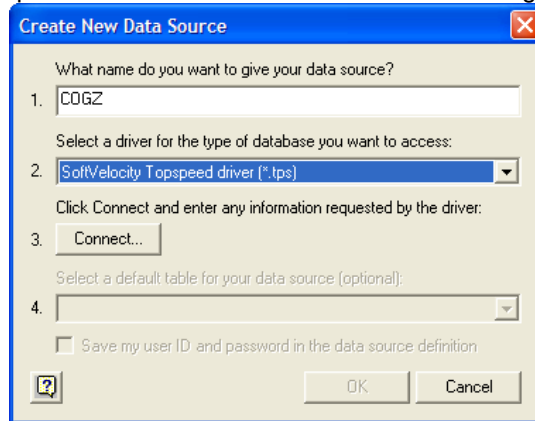 Create New Data Source
What name do you want to give your data source?
1. COGZ
Select a driver for the type of database you want to access:
2. SoftVelocity Topspeed driver (*.tps)
Click Connect and enter any information requested by the driver:
3. Connect...
Select a default table for your data source (optional):
4.
Save my user ID and password in the data source definition
OK Cancel